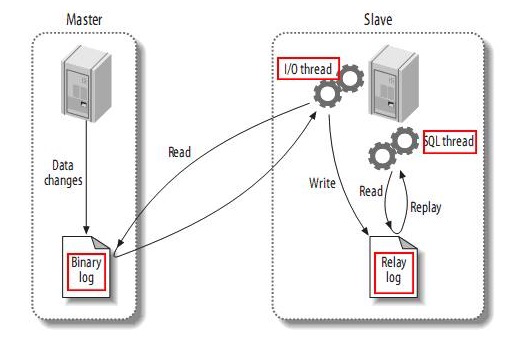 Master
Slave
I/O thread
SQL thread
Data
changes
Read
Write
Read
Replay
Binary
log
Relay
log